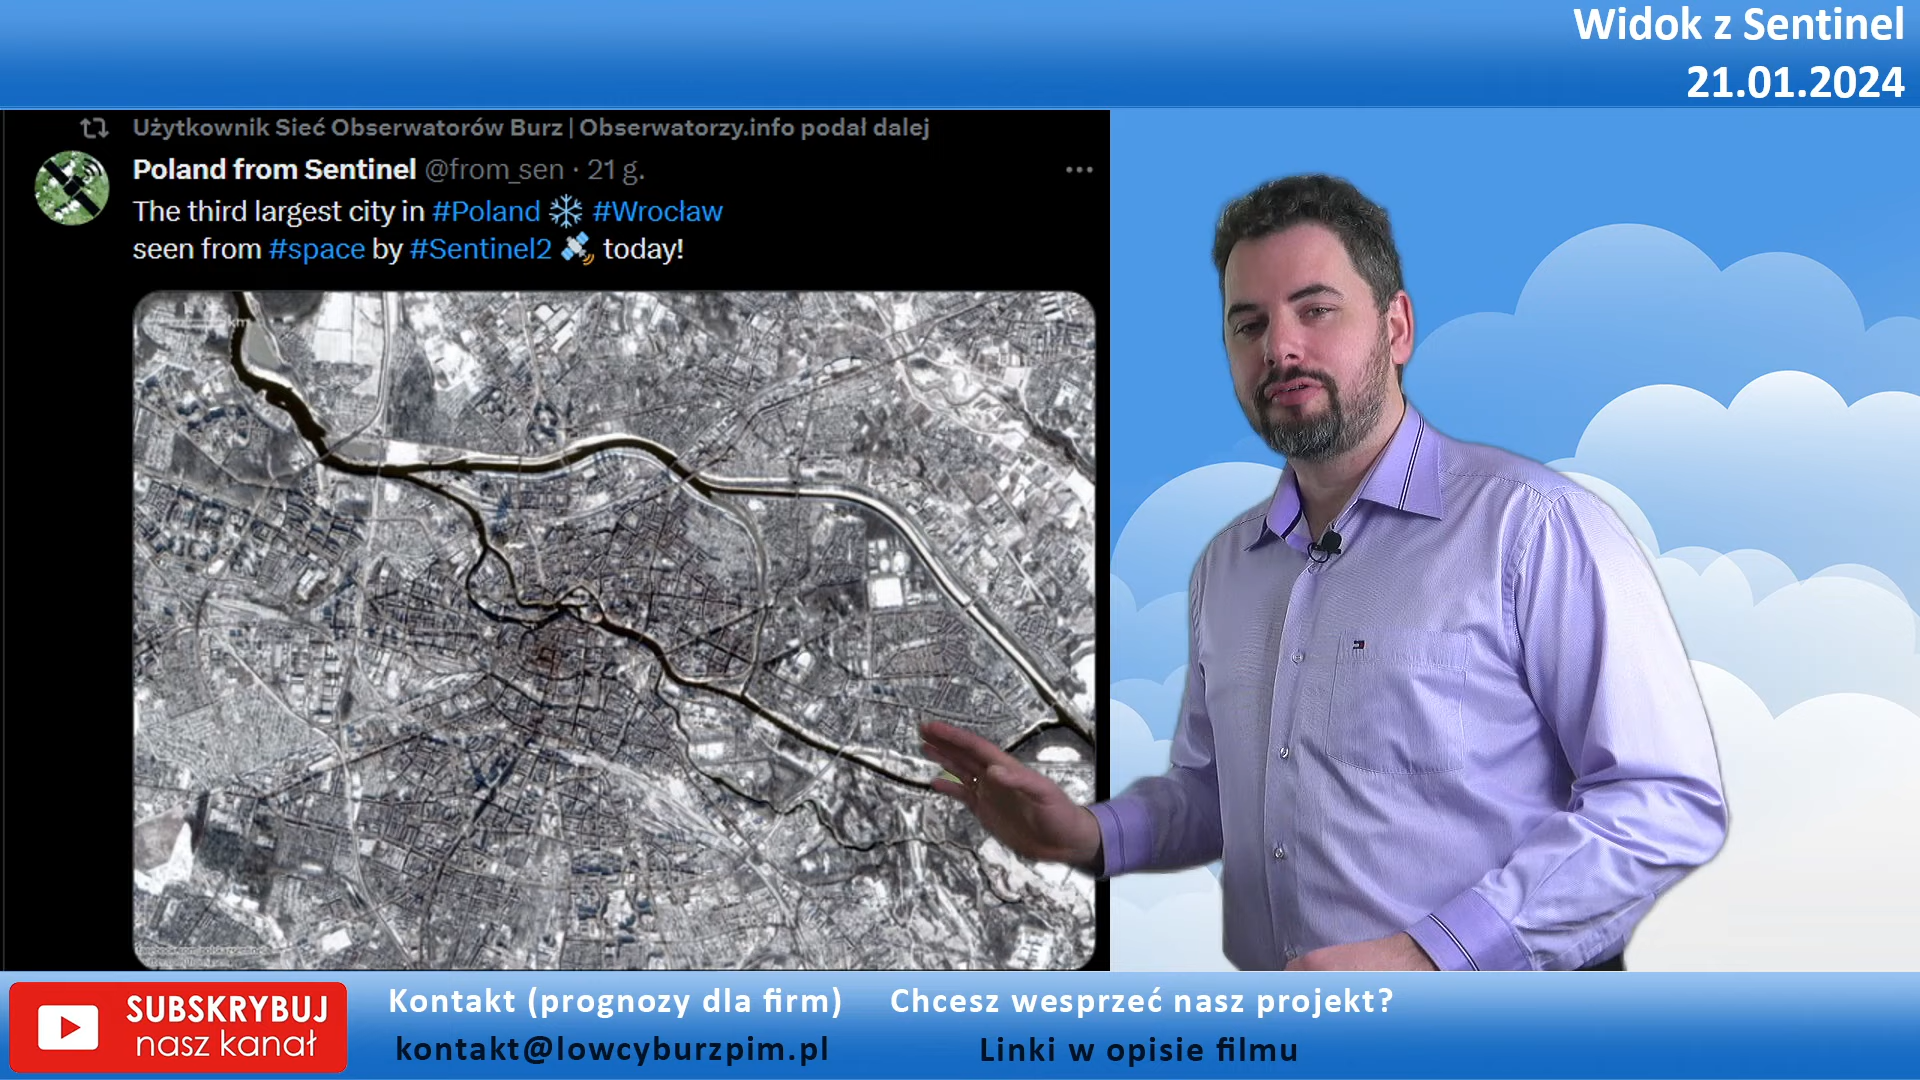 Widok z Sentinel
21.01.2024
Użytkownik Sieć Obserwatorów Burz | Obserwatorzy.info podał dalej
Poland from Sentinel @from_sen · 21 g.
The third largest city in #Poland ❄ #Wrocław
seen from #space by #Sentinel2 🛰 today!
km
SUBSKRYBUJ
nasz kanał
Kontakt (prognozy dla firm)
kontakt@lowcyburzpim.pl
Chcesz wesprzeć nasz projekt?
Linki w opisie filmu